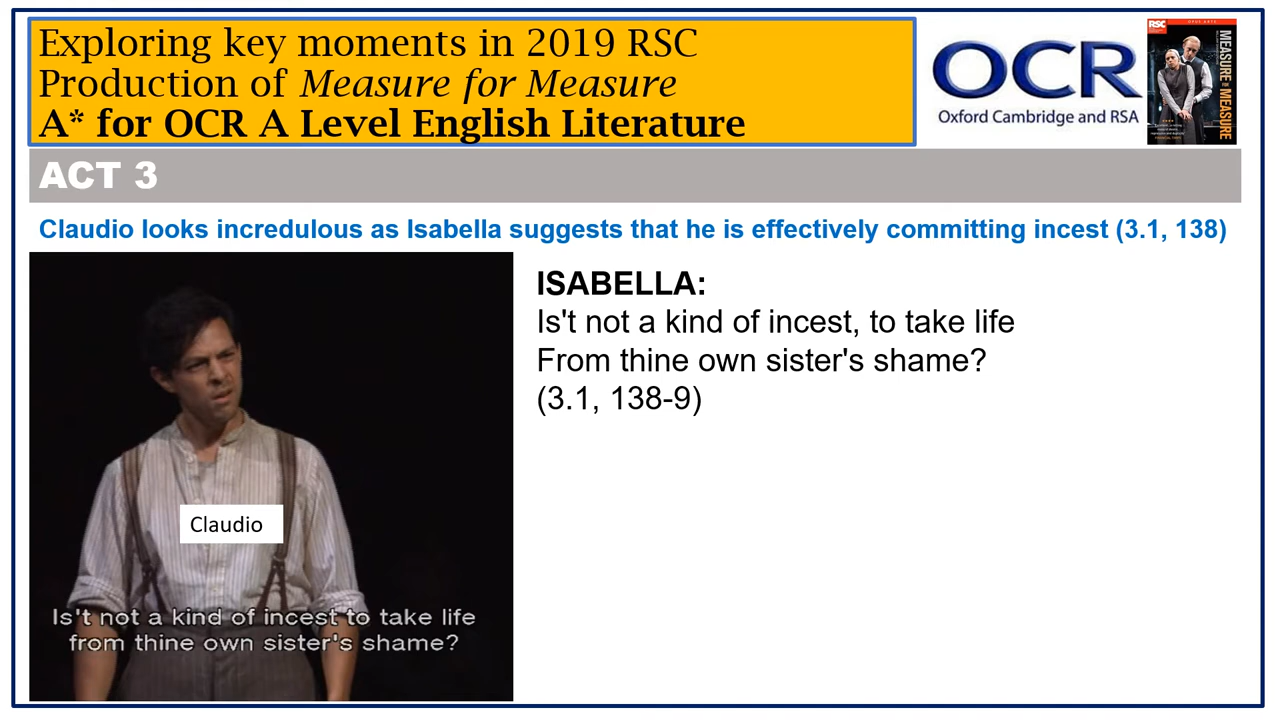 Exploring key moments in 2019 RSC
Production of Measure for Measure
A* for OCR A Level English Literature
OCR
Oxford Cambridge and RSA
RSC
OPUS ARTE
MEASURE for MEASURE
ACT 3
Claudio looks incredulous as Isabella suggests that he is effectively committing incest (3.1, 138)
ISABELLA:
Is't not a kind of incest, to take life
From thine own sister's shame?
(3.1, 138-9)
Claudio
Is't not a kind of incest to take life
from thine own sister's shame?